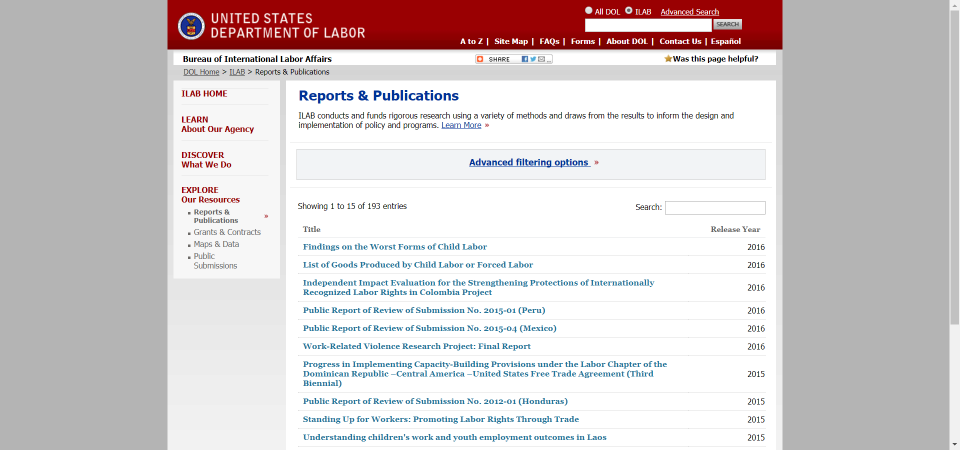 UNITED STATES
DEPARTMENT OF LABOR
All DOL ILAB Advanced Search
SEARCH
A to Z | Site Map | FAQs | Forms | About DOL | Contact Us | Español
Bureau of International Labor Affairs
SHARE
Was this page helpful?
DOL Home > ILAB > Reports & Publications
ILAB HOME
LEARN
About Our Agency
DISCOVER
What We Do
EXPLORE
Our Resources
Reports &
Publications »
Grants & Contracts
Maps & Data
Public
Submissions
Reports & Publications
ILAB conducts and funds rigorous research using a variety of methods and draws from the results to inform the design and
implementation of policy and programs. Learn More »
Advanced filtering options »
Showing 1 to 15 of 193 entries
Search:
Title Release Year
Findings on the Worst Forms of Child Labor 2016
List of Goods Produced by Child Labor or Forced Labor 2016
Independent Impact Evaluation for the Strengthening Protections of Internationally
Recognized Labor Rights in Colombia Project 2016
Public Report of Review of Submission No. 2015-01 (Peru) 2016
Public Report of Review of Submission No. 2015-04 (Mexico) 2016
Work-Related Violence Research Project: Final Report 2016
Progress in Implementing Capacity-Building Provisions under the Labor Chapter of the
Dominican Republic –Central America –United States Free Trade Agreement (Third 2015
Biennial)
Public Report of Review of Submission No. 2012-01 (Honduras) 2015
Standing Up for Workers: Promoting Labor Rights Through Trade 2015
Understanding children's work and youth employment outcomes in Laos 2015